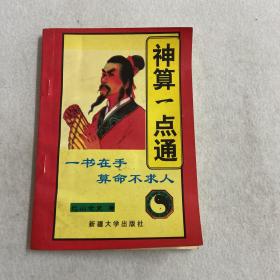 神算一点通
一书在手
算命不求人
新疆大学出版社